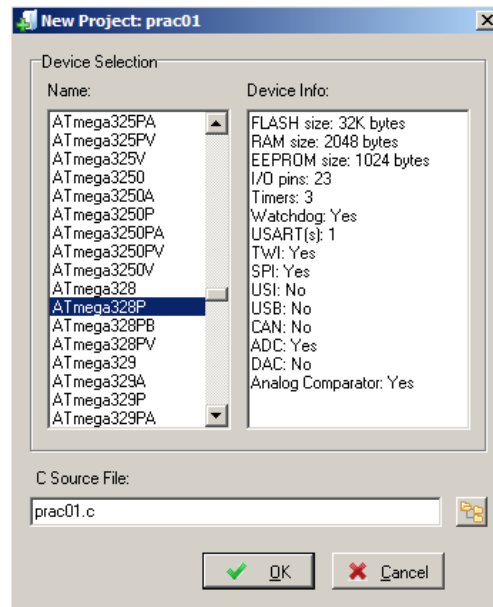 New Project: prac01
Device Selection
Name:
ATmega325PA
ATmega325PV
ATmega325V
ATmega3250
ATmega3250A
ATmega3250P
ATmega3250PA
ATmega3250PV
ATmega3250V
ATmega328
ATmega328P
ATmega328PB
ATmega328PV
ATmega329
ATmega329A
ATmega329P
ATmega329PA
Device Info:
FLASH size: 32K bytes
RAM size: 2048 bytes
EEPROM size: 1024 bytes
I/O pins: 23
Timers: 3
Watchdog: Yes
USART(s): 1
TWI: Yes
SPI: Yes
USI: No
USB: No
CAN: No
ADC: Yes
DAC: No
Analog Comparator: Yes
C Source File:
prac01.c
OK
Cancel